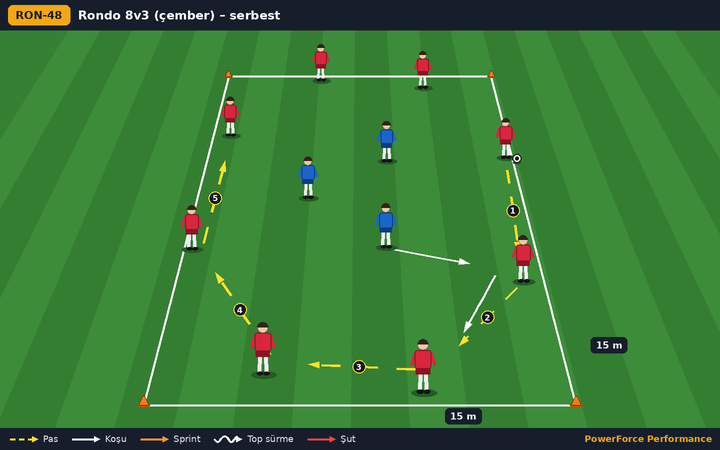 RON-48 Rondo 8v3 (çember) – serbest
1
5
2
4
3
15 m
15 m
Pas Koşu Sprint Top sürme Şut PowerForce Performance